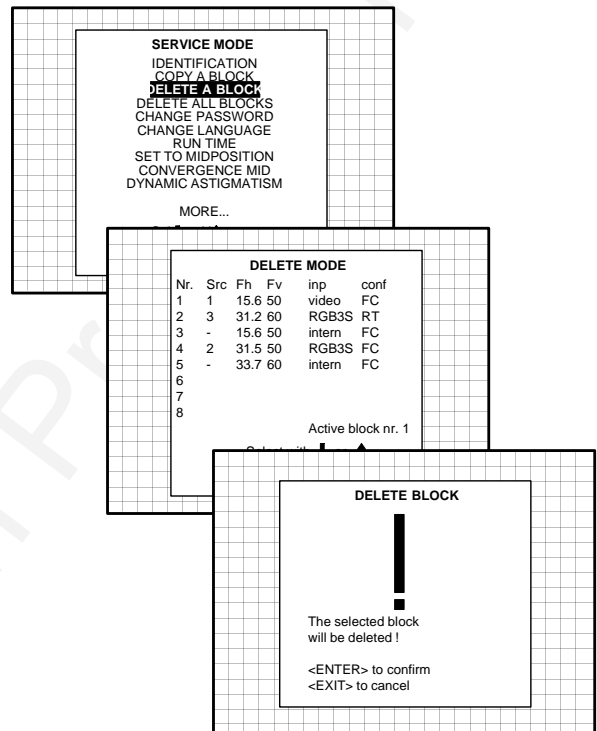 SERVICE MODE
IDENTIFICATION
COPY A BLOCK
DELETE A BLOCK
DELETE ALL BLOCKS
CHANGE PASSWORD
CHANGE LANGUAGE
RUN TIME
SET TO MIDPOSITION
CONVERGENCE MID
DYNAMIC ASTIGMATISM
MORE...
DELETE MODE
Nr. Src Fh Fv inp conf
1 1 15.6 50 video FC
2 3 31.2 60 RGB3S RT
3 - 15.6 50 intern FC
4 2 31.5 50 RGB3S FC
5 - 33.7 60 intern FC
6
7
8
Active block nr. 1
DELETE BLOCK
!
The selected block
will be deleted !
<ENTER> to confirm
<EXIT> to cancel